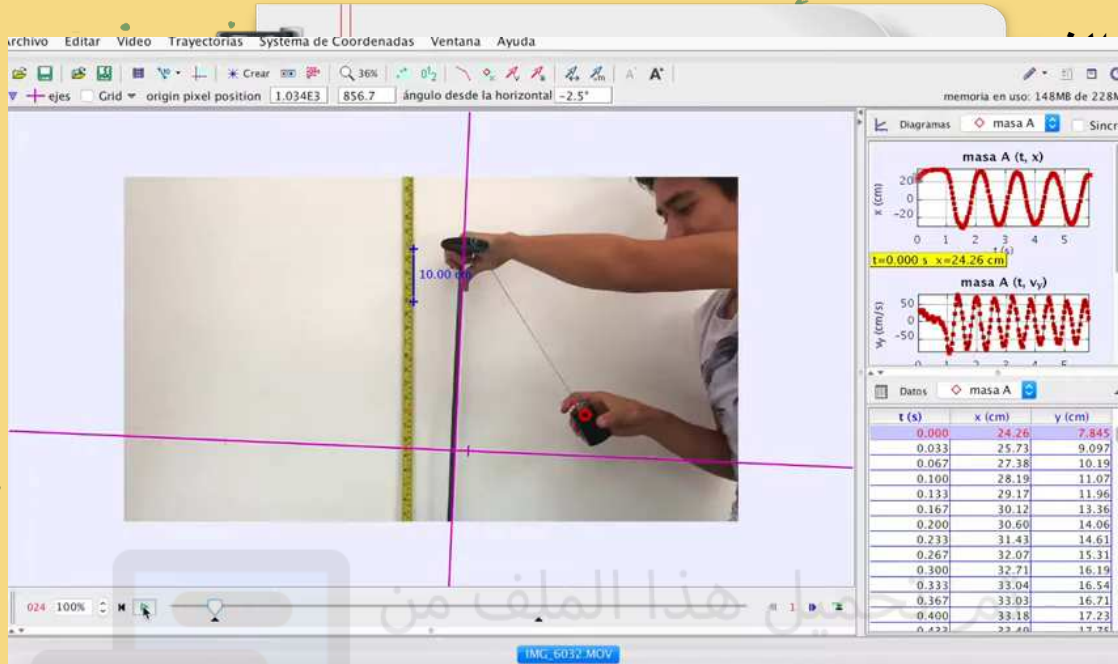 Archivo Editar Video Trayectorias Systema de Coordenadas Ventana Ayuda
Crear 36% A A
ejes Grid origin pixel position 1.034E3 856.7 ángulo desde la horizontal -2.5°
memoria en uso: 148MB de 228M
Diagramas masa A Sincr
masa A (t, x)
x (cm)
20
0
-20
0 1 2 3 4 5
t (s)
t=0.000 s x=24.26 cm
masa A (t, vy)
vy (cm/s)
50
0
-50
10.00
Datos masa A
t (s) x (cm) y (cm)
0.000 24.26 7.845
0.033 25.73 9.097
0.067 27.38 10.19
0.100 28.19 11.07
0.133 29.17 11.96
0.167 30.12 13.36
0.200 30.60 14.06
0.233 31.43 14.61
0.267 32.07 15.31
0.300 32.71 16.19
0.333 33.04 16.54
0.367 33.03 16.71
0.400 33.18 17.23
024 100% 1
تم تحميل هذا الملف من
IMG_6032.MOV